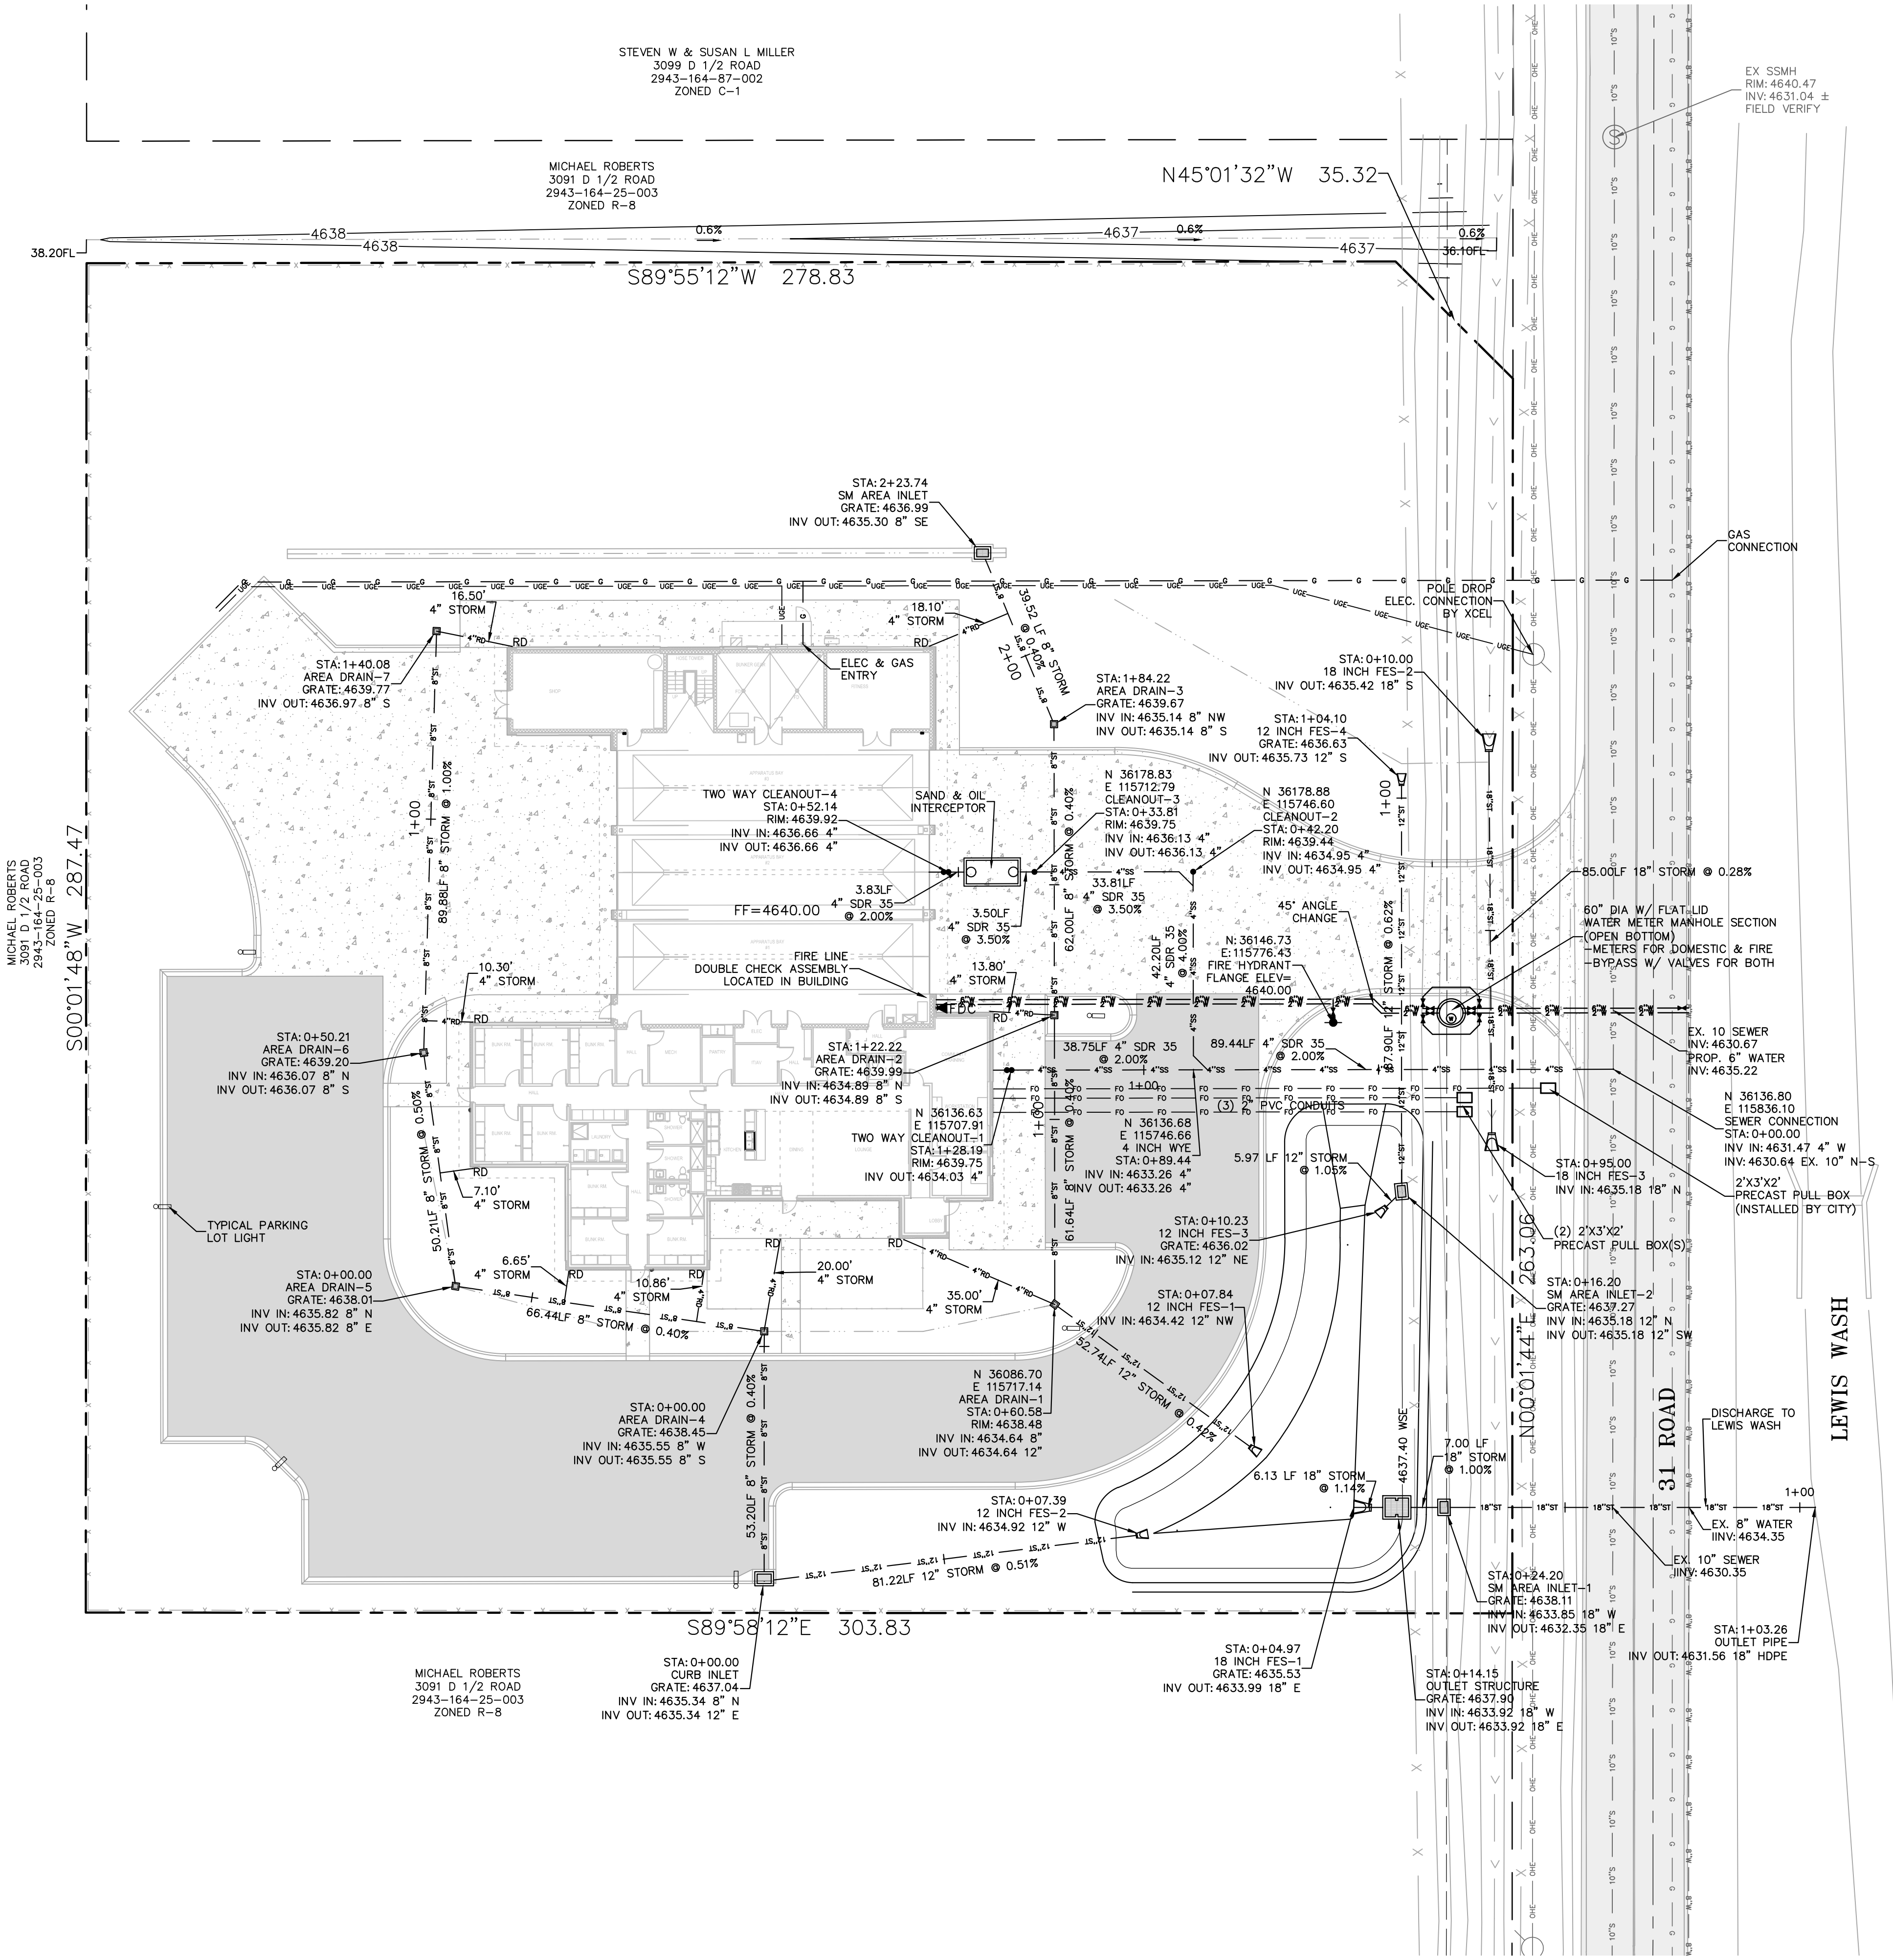 STEVEN W & SUSAN L MILLER
3099 D 1/2 ROAD
2943-164-87-002
ZONED C-1
EX SSMH
RIM: 4640.47
INV: 4631.04 ±
FIELD VERIFY
MICHAEL ROBERTS
3091 D 1/2 ROAD
2943-164-25-003
ZONED R-8
N45°01'32"W 35.32
38.20FL
4638
4638
0.6%
4637
0.6%
4637
0.6%
36.10FL
S89°55'12"W 278.83
STA: 2+23.74
SM AREA INLET
GRATE: 4636.99
INV OUT: 4635.30 8" SE
GAS
CONNECTION
POLE DROP
ELEC. CONNECTION
BY XCEL
16.50'
4" STORM
18.10'
4" STORM
39.52 LF 8" STORM
@ 0.40%
2+00
RD
RD
ELEC & GAS
ENTRY
STA: 1+40.08
AREA DRAIN-7
GRATE: 4639.77
INV OUT: 4636.97 8" S
STA: 1+84.22
AREA DRAIN-3
GRATE: 4639.67
INV IN: 4635.14 8" NW
INV OUT: 4635.14 8" S
STA: 0+10.00
18 INCH FES-2
INV OUT: 4635.42 18" S
STA: 1+04.10
12 INCH FES-4
GRATE: 4636.63
INV OUT: 4635.73 12" S
1+00
1+00
89.88LF 8" STORM @ 1.00%
MICHAEL ROBERTS
3091 D 1/2 ROAD
2943-164-25-003
ZONED R-8
S00°01'48"W 287.47
TWO WAY CLEANOUT-4
STA: 0+52.14
RIM: 4639.92
INV IN: 4636.66 4"
INV OUT: 4636.66 4"
SAND & OIL
INTERCEPTOR
N 36178.83
E 115712.79
CLEANOUT-3
STA: 0+33.81
RIM: 4639.75
INV IN: 4636.13 4"
INV OUT: 4636.13 4"
N 36178.88
E 115746.60
CLEANOUT-2
STA: 0+42.20
RIM: 4639.44
INV IN: 4634.95 4"
INV OUT: 4634.95 4"
62.00LF 8" STORM @ 0.40%
3.83LF
4" SDR 35
@ 2.00%
FF=4640.00
3.50LF
4" SDR 35
@ 3.50%
33.81LF
4" SDR 35
@ 3.50%
85.00LF 18" STORM @ 0.28%
45° ANGLE
CHANGE
60" DIA W/ FLAT LID
WATER METER MANHOLE SECTION
(OPEN BOTTOM)
-METERS FOR DOMESTIC & FIRE
-BYPASS W/ VALVES FOR BOTH
FIRE LINE
DOUBLE CHECK ASSEMBLY
LOCATED IN BUILDING
13.80'
4" STORM
42.20LF
4" SDR 35
@ 4.00%
N: 36146.73
E: 115776.43
FIRE HYDRANT
FLANGE ELEV=
4640.00
87.90LF 12" STORM @ 0.62%
10.30'
4" STORM
RD
FDC
RD
STA: 0+50.21
AREA DRAIN-6
GRATE: 4639.20
INV IN: 4636.07 8" N
INV OUT: 4636.07 8" S
STA: 1+22.22
AREA DRAIN-2
GRATE: 4639.99
INV IN: 4634.89 8" N
INV OUT: 4634.89 8" S
38.75LF 4" SDR 35
@ 2.00%
89.44LF 4" SDR 35
@ 2.00%
EX. 10 SEWER
INV: 4630.67
PROP. 6" WATER
INV: 4635.22
1+00
(3) 2" PVC CONDUITS
N 36136.63
E 115707.91
TWO WAY CLEANOUT-1
STA: 1+28.19
RIM: 4639.75
INV OUT: 4634.03 4"
1+00
N 36136.68
E 115746.66
4 INCH WYE
STA: 0+89.44
INV IN: 4633.26 4"
INV OUT: 4633.26 4"
N 36136.80
E 115836.10
SEWER CONNECTION
STA: 0+00.00
INV IN: 4631.47 4" W
INV: 4630.64 EX. 10" N-S
5.97 LF 12" STORM
@ 1.05%
STA: 0+95.00
18 INCH FES-3
INV IN: 4635.18 18" N
2'X3'X2'
PRECAST PULL BOX
(INSTALLED BY CITY)
50.21LF 8" STORM @ 0.50%
RD
7.10'
4" STORM
61.64LF 8" STORM @ 0.40%
TYPICAL PARKING
LOT LIGHT
STA: 0+10.23
12 INCH FES-3
GRATE: 4636.02
INV IN: 4635.12 12" NE
(2) 2'X3'X2'
PRECAST PULL BOX(S)
STA: 0+00.00
AREA DRAIN-5
GRATE: 4638.01
INV IN: 4635.82 8" N
INV OUT: 4635.82 8" E
6.65'
4" STORM
RD
10.86'
4" STORM
RD
RD
20.00'
4" STORM
RD
35.00'
4" STORM
66.44LF 8" STORM @ 0.40%
STA: 0+07.84
12 INCH FES-1
INV IN: 4634.42 12" NW
STA: 0+16.20
SM AREA INLET-2
GRATE: 4637.27
INV IN: 4635.18 12" N
INV OUT: 4635.18 12" SW
N00°01'44"E 263.06
52.74LF 12" STORM @ 0.42%
N 36086.70
E 115717.14
AREA DRAIN-1
STA: 0+60.58
RIM: 4638.48
INV IN: 4634.64 8"
INV OUT: 4634.64 12"
STA: 0+00.00
AREA DRAIN-4
GRATE: 4638.45
INV IN: 4635.55 8" W
INV OUT: 4635.55 8" S
53.20LF 8" STORM @ 0.40%
4637.40 WSE
7.00 LF
18" STORM
@ 1.00%
6.13 LF 18" STORM
@ 1.14%
31 ROAD
LEWIS WASH
DISCHARGE TO
LEWIS WASH
1+00
EX. 8" WATER
IINV: 4634.35
EX. 10" SEWER
IINV: 4630.35
STA: 0+07.39
12 INCH FES-2
INV IN: 4634.92 12" W
81.22LF 12" STORM @ 0.51%
STA: 0+24.20
SM AREA INLET-1
GRATE: 4638.11
INV IN: 4633.85 18" W
INV OUT: 4632.35 18" E
S89°58'12"E 303.83
STA: 1+03.26
OUTLET PIPE
INV OUT: 4631.56 18" HDPE
STA: 0+00.00
CURB INLET
GRATE: 4637.04
INV IN: 4635.34 8" N
INV OUT: 4635.34 12" E
STA: 0+04.97
18 INCH FES-1
GRATE: 4635.53
INV OUT: 4633.99 18" E
STA: 0+14.15
OUTLET STRUCTURE
GRATE: 4637.90
INV IN: 4633.92 18" W
INV OUT: 4633.92 18" E
MICHAEL ROBERTS
3091 D 1/2 ROAD
2943-164-25-003
ZONED R-8